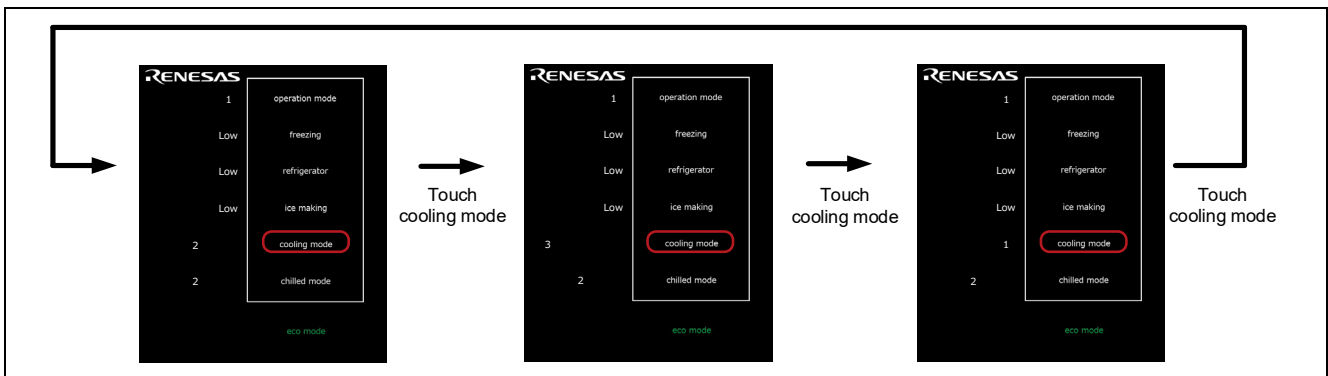 RENESAS
1 operation mode
Low freezing
Low refrigerator
Low ice making
2 cooling mode
2 chilled mode
eco mode
Touch
cooling mode
RENESAS
1 operation mode
Low freezing
Low refrigerator
Low ice making
3 cooling mode
2 chilled mode
eco mode
Touch
cooling mode
RENESAS
1 operation mode
Low freezing
Low refrigerator
Low ice making
1 cooling mode
2 chilled mode
eco mode
Touch
cooling mode